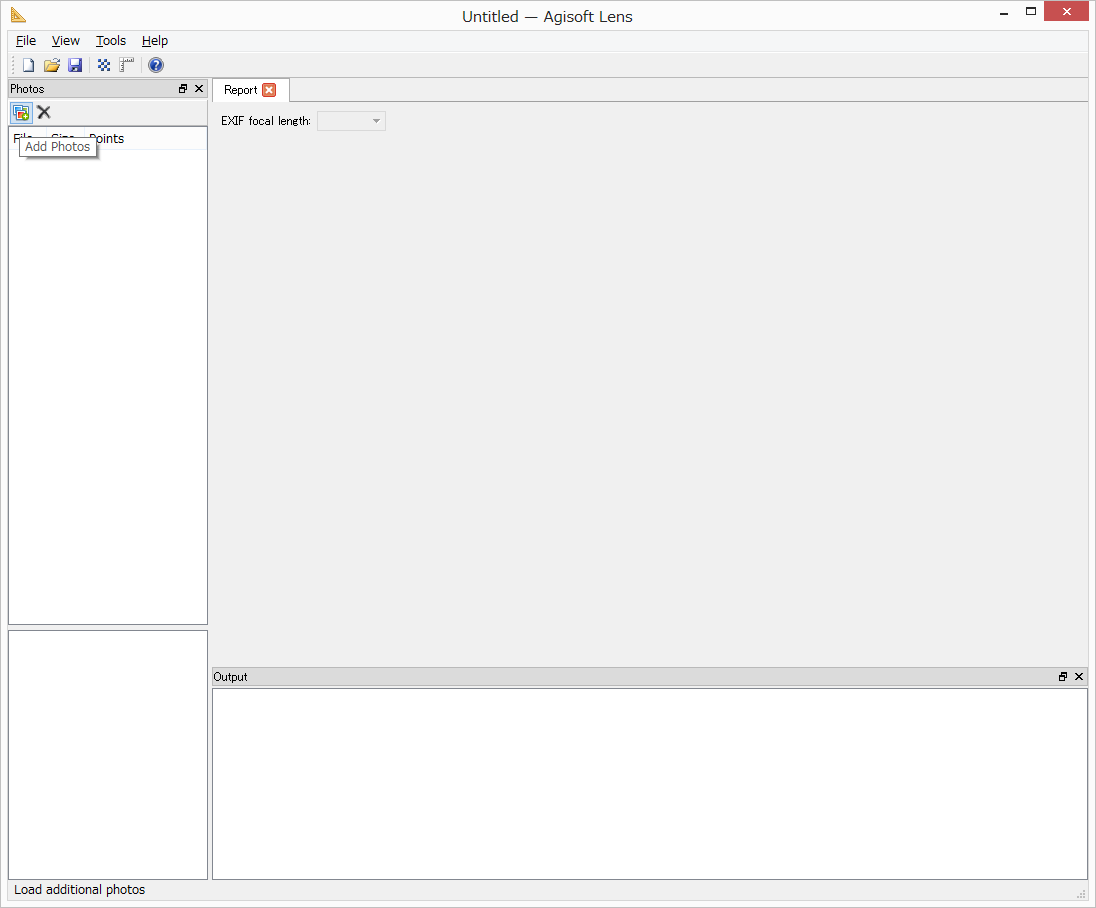 Untitled — Agisoft Lens
File View Tools Help
Photos
Report
EXIF focal length:
File Size Points
Add Photos
Output
Load additional photos